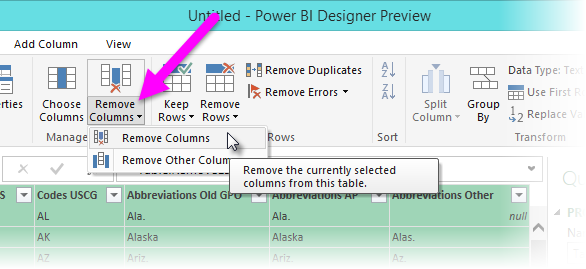 Untitled - Power BI Designer Preview
Add Column View
Choose Columns
Remove Columns
Keep Rows
Remove Rows
Remove Duplicates
Remove Errors
Split Column
Group By
Data Type:
Use First R
Replace Va
Manage
Rows
Transform
Remove Columns
Remove Other Colum
Remove the currently selected
columns from this table.
S Codes USCG Abbreviations Old GPO Abbreviations AP Abbreviations Other
AL Ala. Ala. null
AK Alaska Alaska Alas.
AZ Ariz. Ariz.